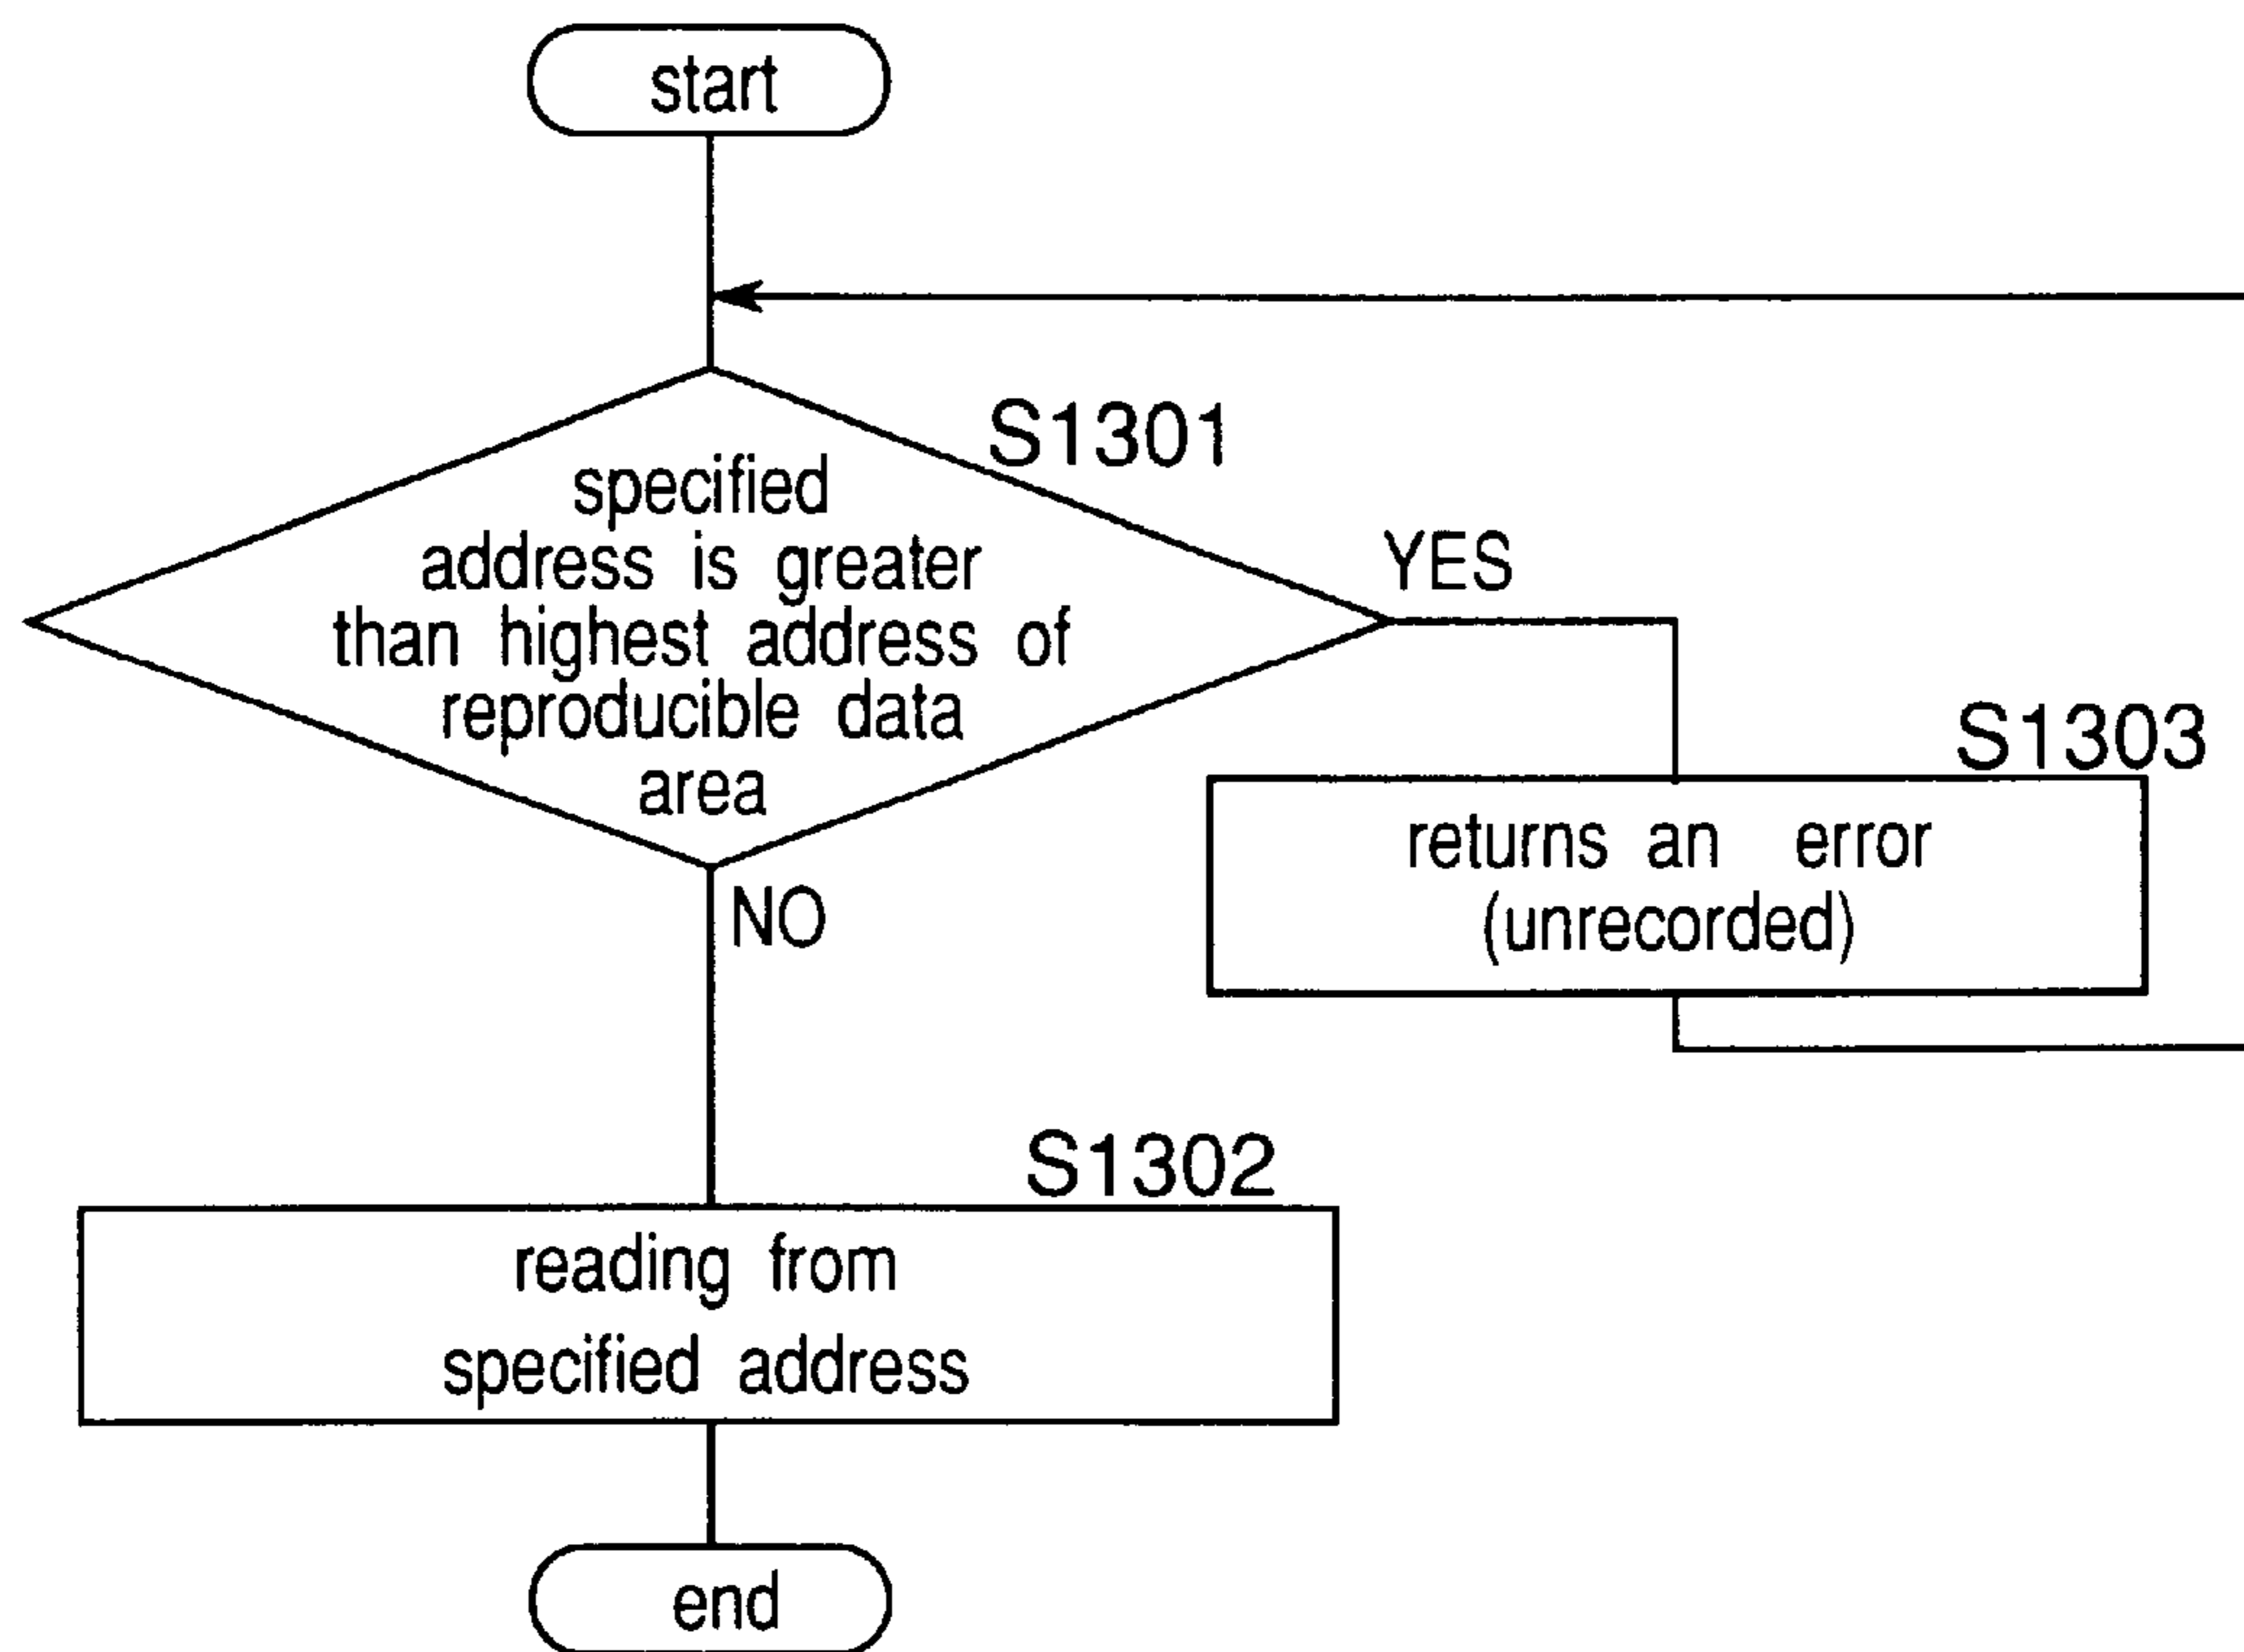 start
S1301
specified
address is greater
than highest address of
reproducible data
area
YES
S1303
returns an error
(unrecorded)
NO
S1302
reading from
specified address
end